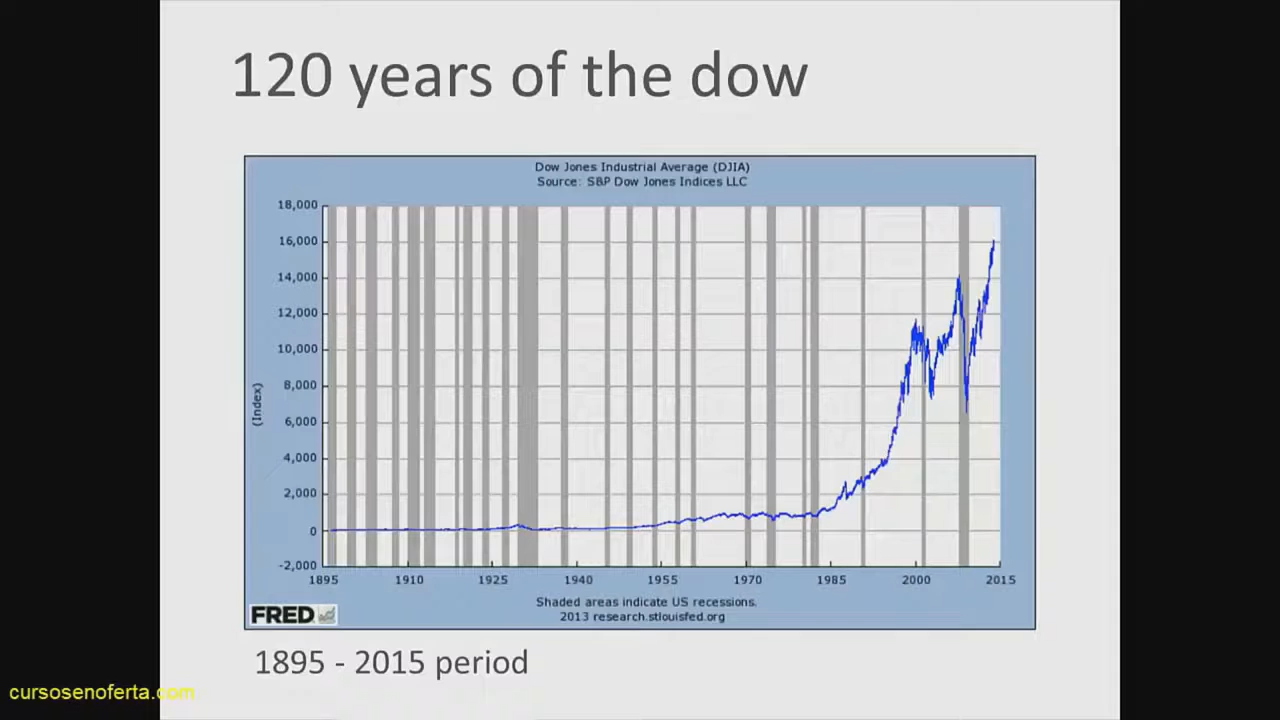 120 years of the dow
Dow Jones Industrial Average (DJIA)
Source: S&P Dow Jones Indices LLC
18,000
16,000
14,000
12,000
10,000
8,000
6,000
4,000
2,000
0
-2,000
(Index)
1895 1910 1925 1940 1955 1970 1985 2000 2015
Shaded areas indicate US recessions.
2013 research.stlouisfed.org
FRED
1895 - 2015 period
cursosenoferta.com